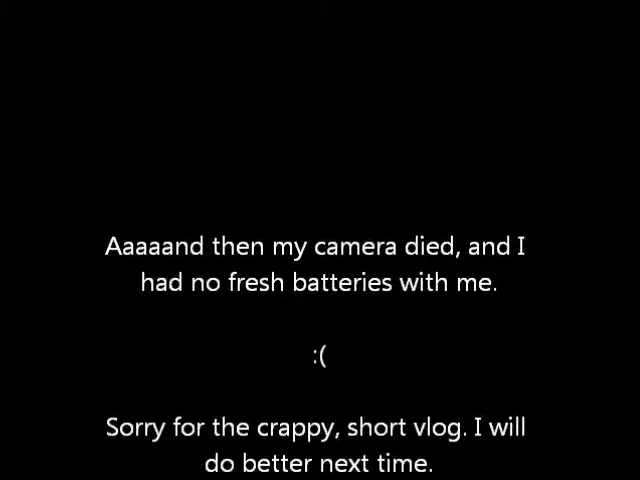 Aaaaand then my camera died, and I
had no fresh batteries with me.
:(
Sorry for the crappy, short vlog. I will
do better next time.